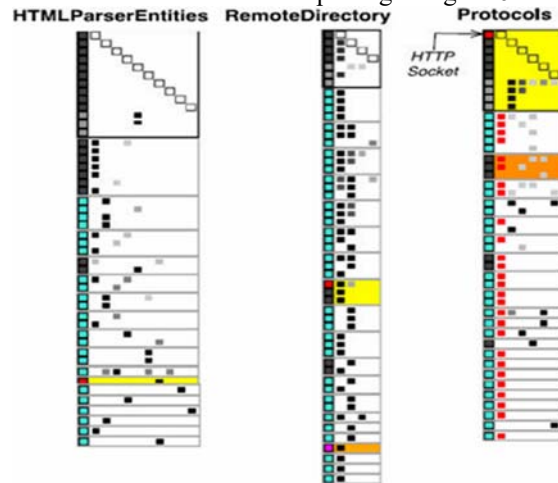 HTMLParserEntities
RemoteDirectory
Protocols
HTTP
Socket